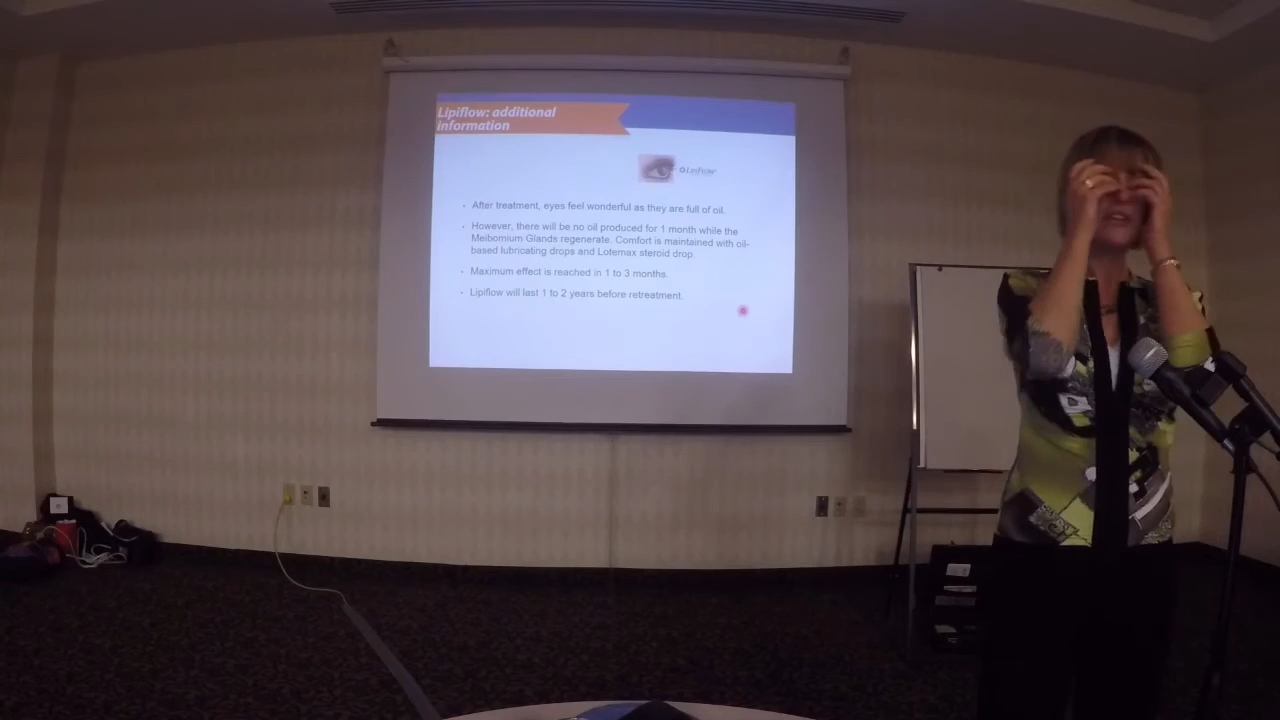 Lipiflow: additional
information
LIPIFLOW
• After treatment, eyes feel wonderful as they are full of oil.
• However, there will be no oil produced for 1 month while the
Meibomium Glands regenerate. Comfort is maintained with oil-
based lubricating drops and Lotemax steroid drop.
• Maximum effect is reached in 1 to 3 months.
• Lipiflow will last 1 to 2 years before retreatment.